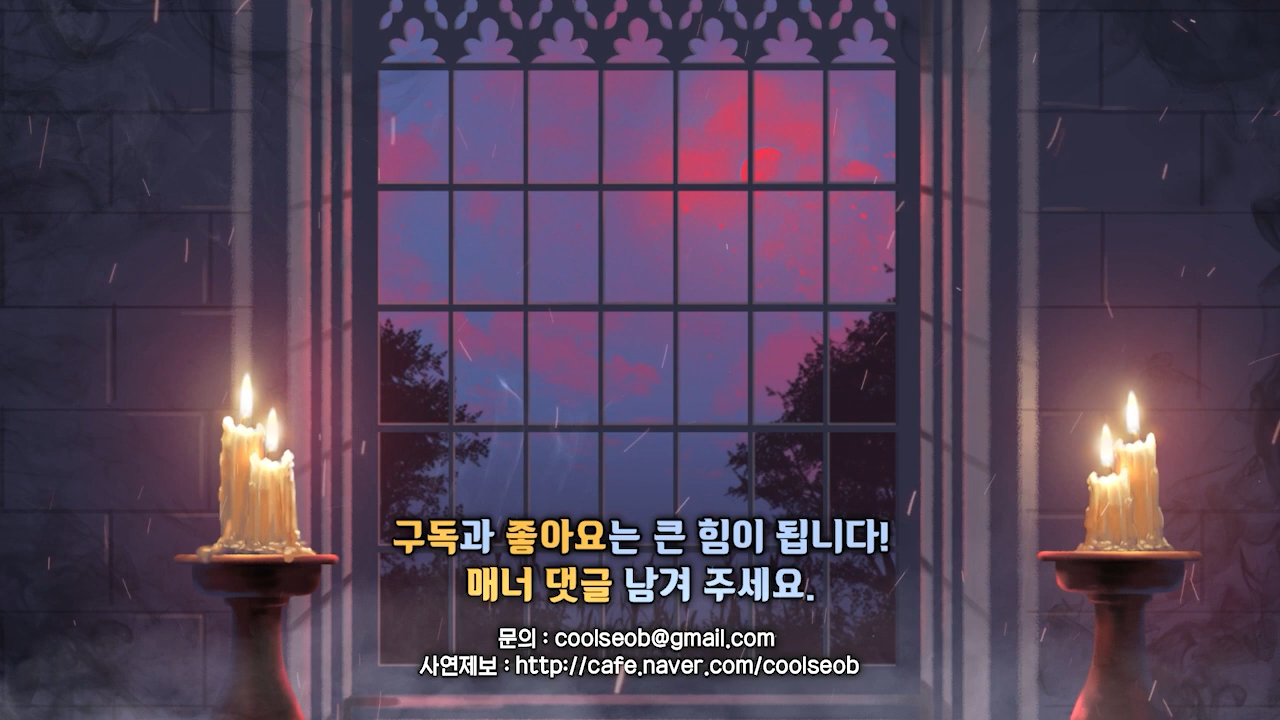 구독과 좋아요는 큰 힘이 됩니다!
매너 댓글 남겨 주세요.
문의 : coolseob@gmail.com
사연제보 : http://cafe.naver.com/coolseob